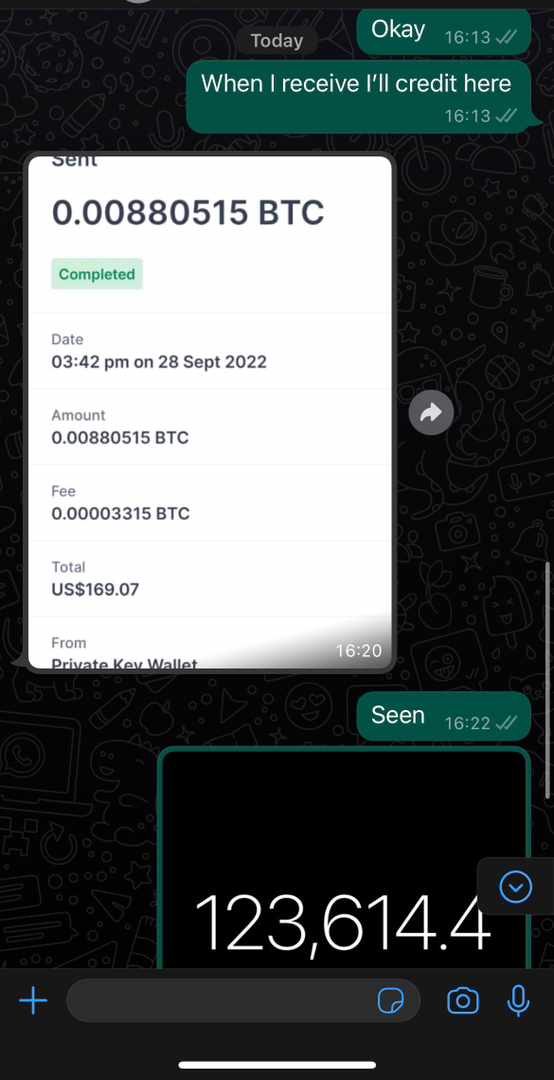 Okay 16:13
Today
When I receive I’ll credit here
16:13
Sent
0.00880515 BTC
Completed
Date
03:42 pm on 28 Sept 2022
Amount
0.00880515 BTC
Fee
0.00003315 BTC
Total
US$169.07
From
Private Key Wallet
16:20
Seen 16:22
123,614.4